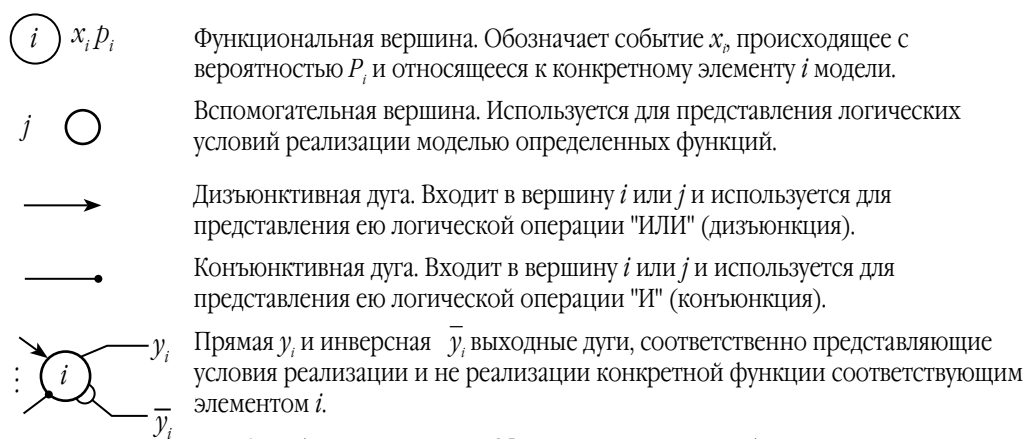 i x_i p_i Функциональная вершина. Обозначает событие x_i, происходящее с
вероятностью P_i и относящееся к конкретному элементу i модели.
j Вспомогательная вершина. Используется для представления логических
условий реализации моделью определенных функций.
Дизъюнктивная дуга. Входит в вершину i или j и используется для
представления ею логической операции "ИЛИ" (дизъюнкция).
Конъюнктивная дуга. Входит в вершину i или j и используется для
представления ею логической операции "И" (конъюнкция).
y_i Прямая y_i и инверсная y̅_i выходные дуги, соответственно представляющие
i условия реализации и не реализации конкретной функции соответствующим
элементом i.
y̅_i